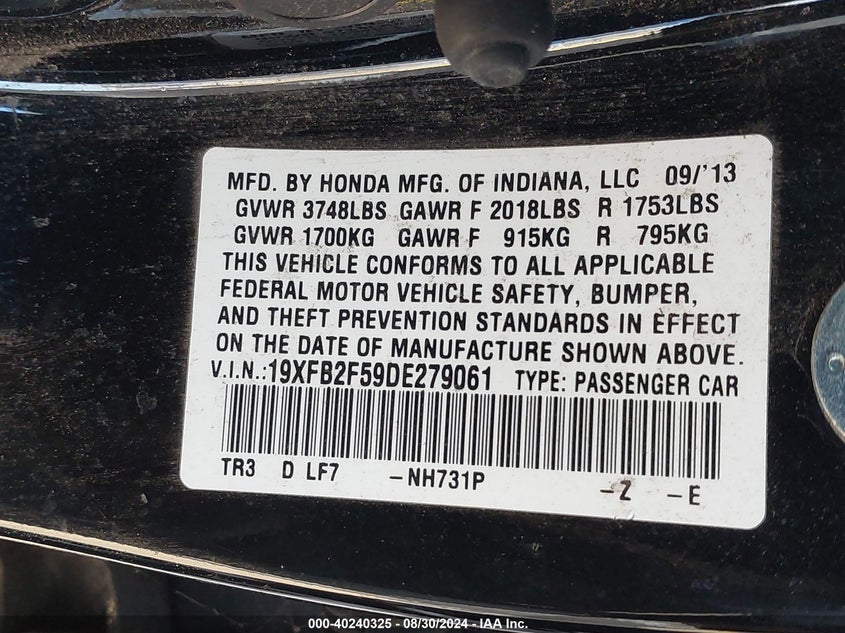 MFD. BY HONDA MFG. OF INDIANA, LLC 09/'13
GVWR 3748LBS GAWR F 2018LBS R 1753LBS
GVWR 1700KG GAWR F 915KG R 795KG
THIS VEHICLE CONFORMS TO ALL APPLICABLE
FEDERAL MOTOR VEHICLE SAFETY, BUMPER,
AND THEFT PREVENTION STANDARDS IN EFFECT
ON THE DATE OF MANUFACTURE SHOWN ABOVE.
V.I.N.:19XFB2F59DE279061 TYPE: PASSENGER CAR
TR3 D LF7 -NH731P -Z -E
000-40240325 / 08/30/2024 - Copyright IAA, Inc.